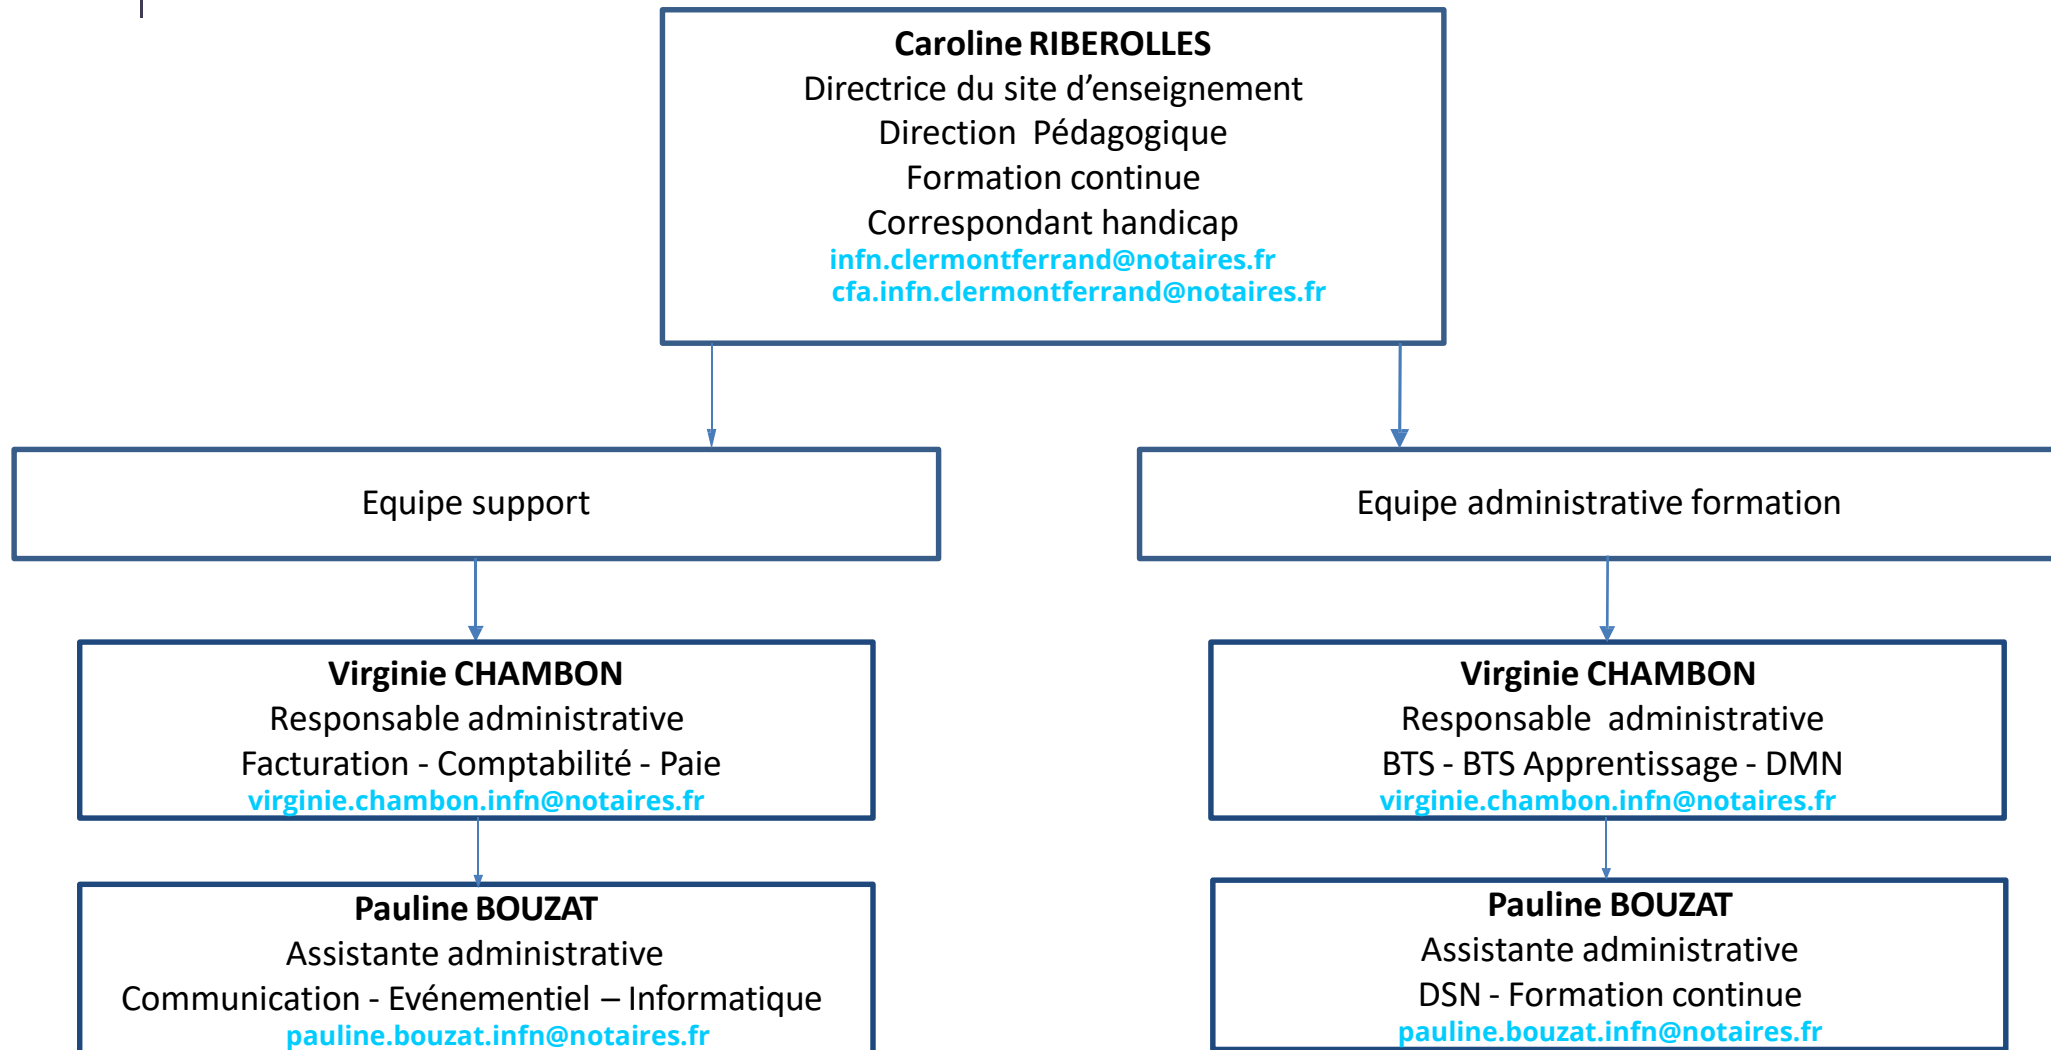 Caroline RIBEROLLES
Directrice du site d’enseignement
Direction Pédagogique
Formation continue
Correspondant handicap
infn.clermontferrand@notaires.fr
cfa.infn.clermontferrand@notaires.fr
Equipe support
Equipe administrative formation
Virginie CHAMBON
Responsable administrative
Facturation - Comptabilité - Paie
virginie.chambon.infn@notaires.fr
Virginie CHAMBON
Responsable administrative
BTS - BTS Apprentissage - DMN
virginie.chambon.infn@notaires.fr
Pauline BOUZAT
Assistante administrative
Communication - Evénementiel – Informatique
pauline.bouzat.infn@notaires.fr
Pauline BOUZAT
Assistante administrative
DSN - Formation continue
pauline.bouzat.infn@notaires.fr